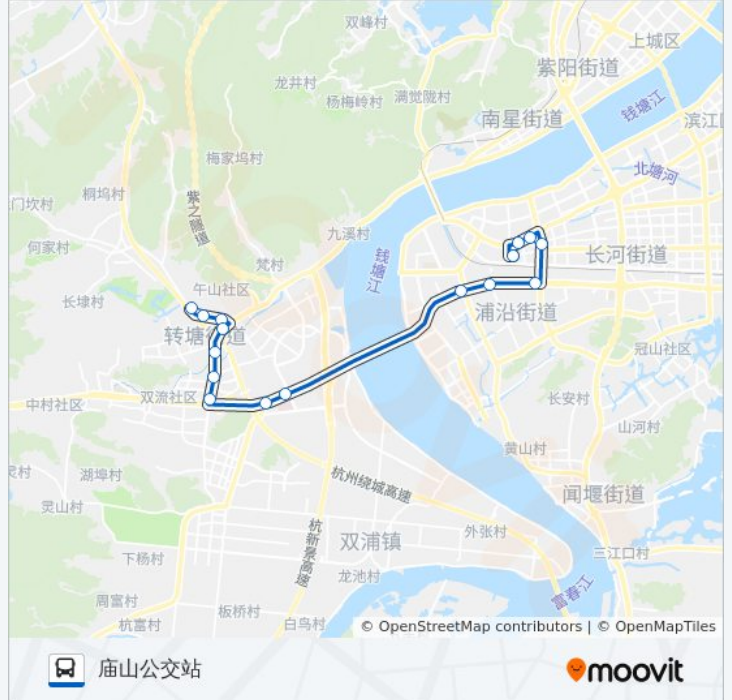 双峰村
上城区
紫阳街道
龙井村
杨梅岭村
满觉陇村
钱塘江
南星街道
滨江
梅家坞村
北塘河
桐坞村
门坎村
紫之隧道
九溪村
何家村
长河街道
梵村
钱塘江
午山社区
长埭村
浦沿街道
转塘街道
冠山社区
双流社区
长安村
中村社区
山河村
黄山村
灵村
湖埠村
杭州绕城高速
闻堰街道
灵山村
外张村
杭新景高速
双浦镇
三江口村
下杨村
龙池村
富春江
周富村
板桥村
杭富村
白鸟村
© OpenStreetMap contributors | © OpenMapTiles
庙山公交站
moovit